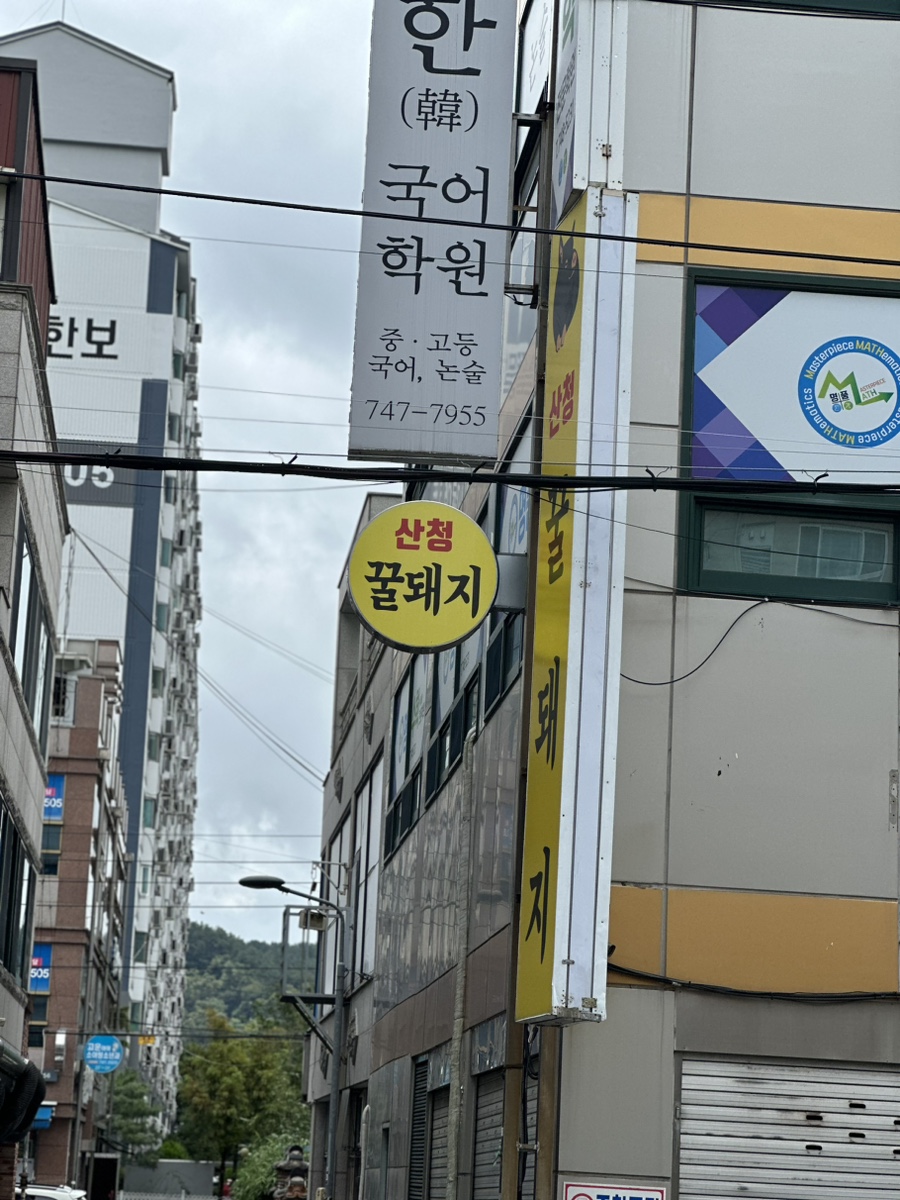 한
(韓)
국어
학원
중·고등
국어, 논술
747-7955
산청
꿀돼지
산청
꿀돼지
한보
505
Masterpiece MATHematics
명품
505
505